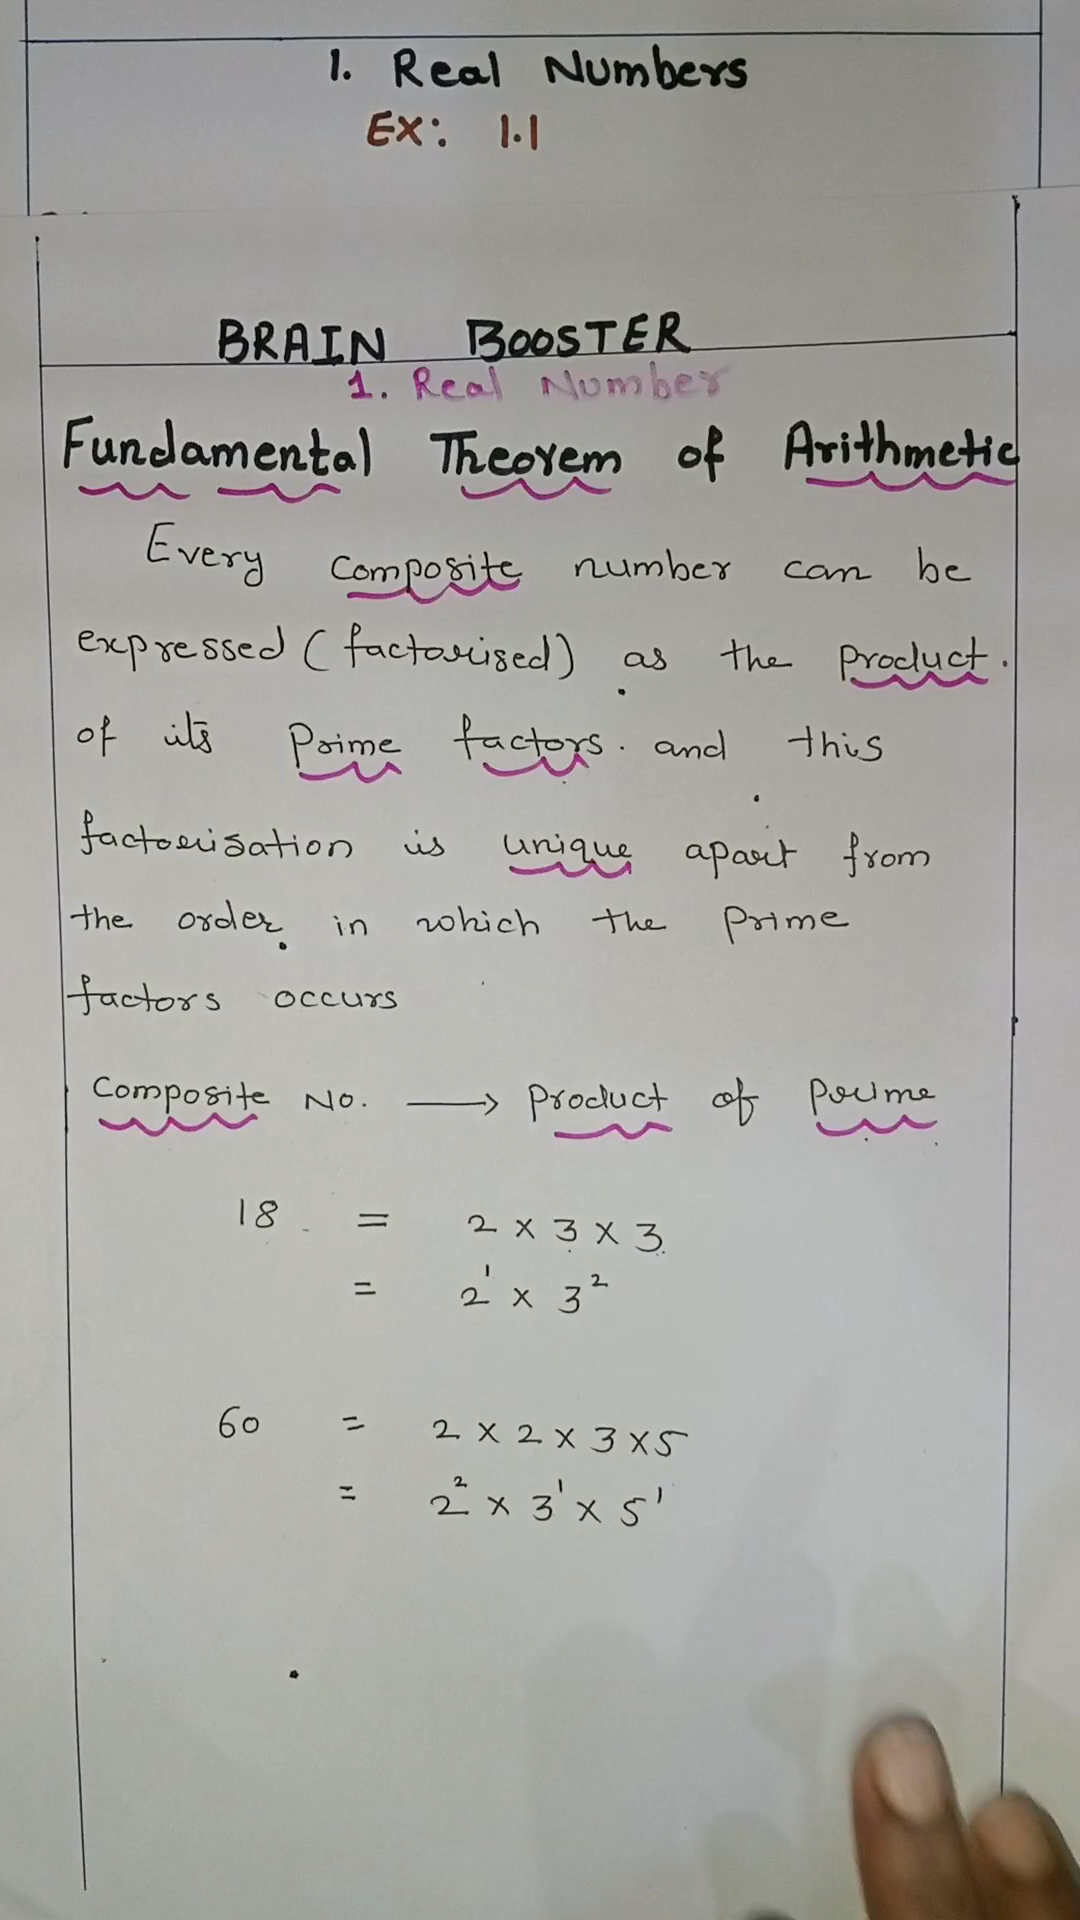 1. Real Numbers
EX: 1.1
BRAIN BOOSTER
1. Real Number
Fundamental Theorem of Arithmetic
Every composite number can be
expressed (factorised) as the product.
of its Prime factors. and this
factorisation is unique apart from
the order in which the Prime
factors occurs
Composite No. ⟶ Product of Prime
18 = 2 × 3 × 3
= 2¹ × 3²
60 = 2 × 2 × 3 × 5
= 2² × 3¹ × 5¹